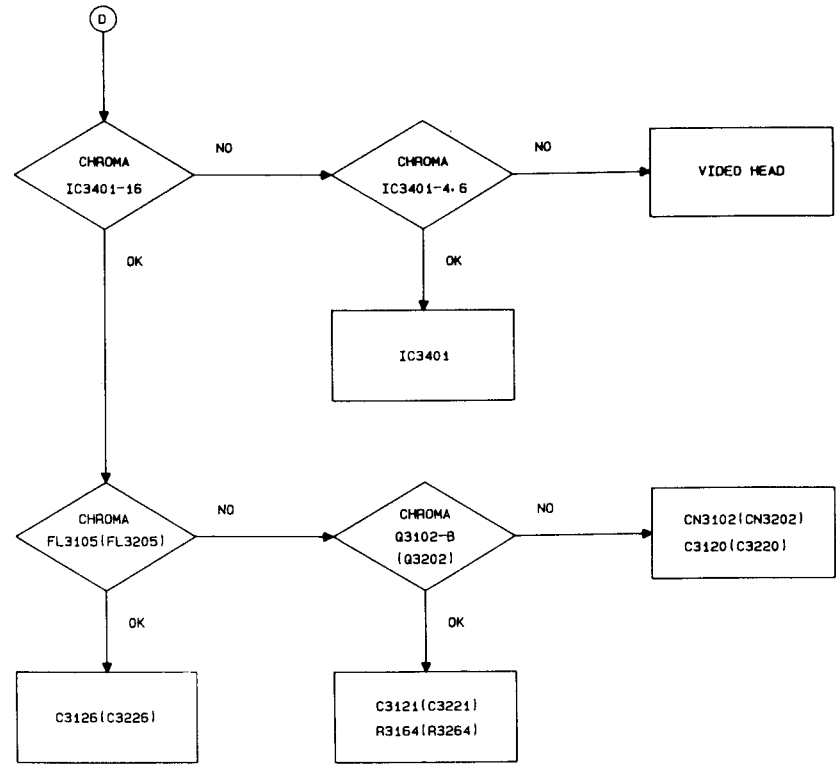 D
CHROMA
IC3401-16
NO
CHROMA
IC3401-4.6
NO
VIDEO HEAD
OK
OK
IC3401
CHROMA
FL3105(FL3205)
NO
CHROMA
Q3102-B
(Q3202)
NO
CN3102(CN3202)
C3120(C3220)
OK
OK
C3126(C3226)
C3121(C3221)
R3164(R3264)